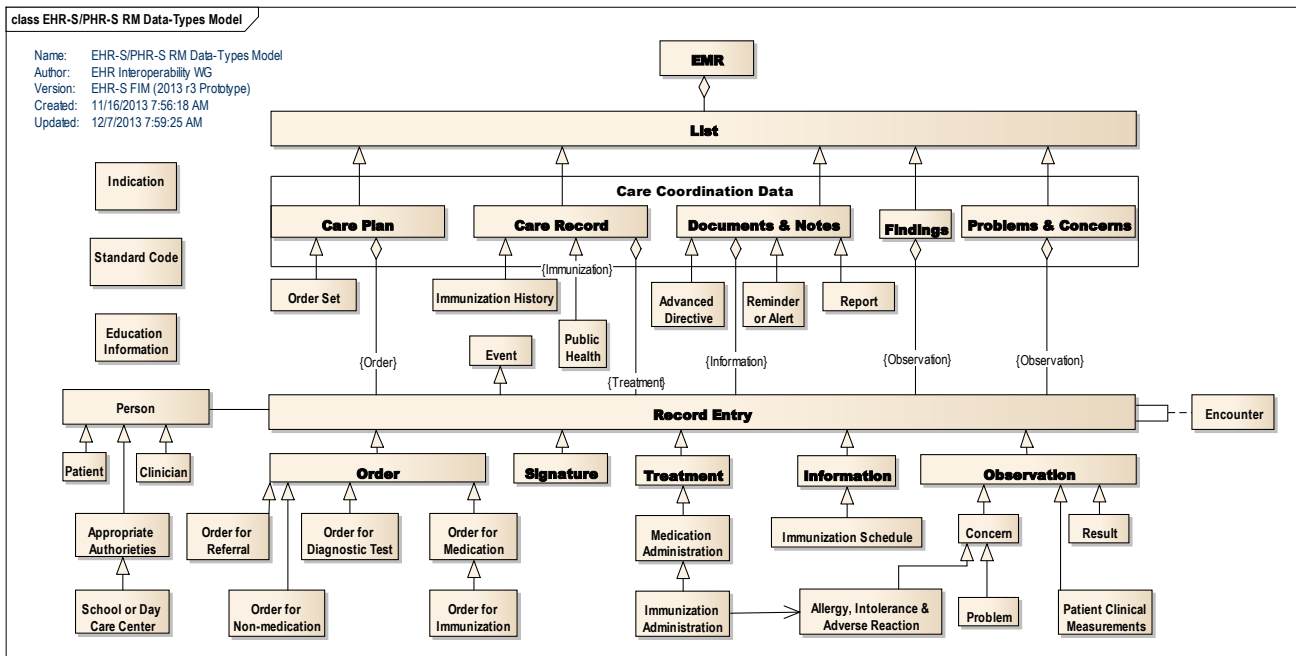 class EHR-S/PHR-S RM Data-Types Model
Name: EHR-S/PHR-S RM Data-Types Model
Author: EHR Interoperability WG
Version: EHR-S FIM (2013 r3 Prototype)
Created: 11/16/2013 7:56:18 AM
Updated: 12/7/2013 7:59:25 AM
EMR
List
Indication
Standard Code
Education
Information
Care Coordination Data
Care Plan
Care Record
Documents & Notes
Findings
Problems & Concerns
{Immunization}
Order Set
Immunization History
Public
Health
Advanced
Directive
Reminder
or Alert
Report
Event
{Order}
{Treatment}
{Information}
{Observation}
{Observation}
Person
Record Entry
Encounter
Patient
Clinician
Order
Signature
Treatment
Information
Observation
Appropriate
Authorieties
Order for
Referral
Order for
Diagnostic Test
Order for
Medication
Medication
Administration
Immunization Schedule
Concern
Result
School or Day
Care Center
Order for
Non-medication
Order for
Immunization
Immunization
Administration
Allergy, Intolerance &
Adverse Reaction
Problem
Patient Clinical
Measurements